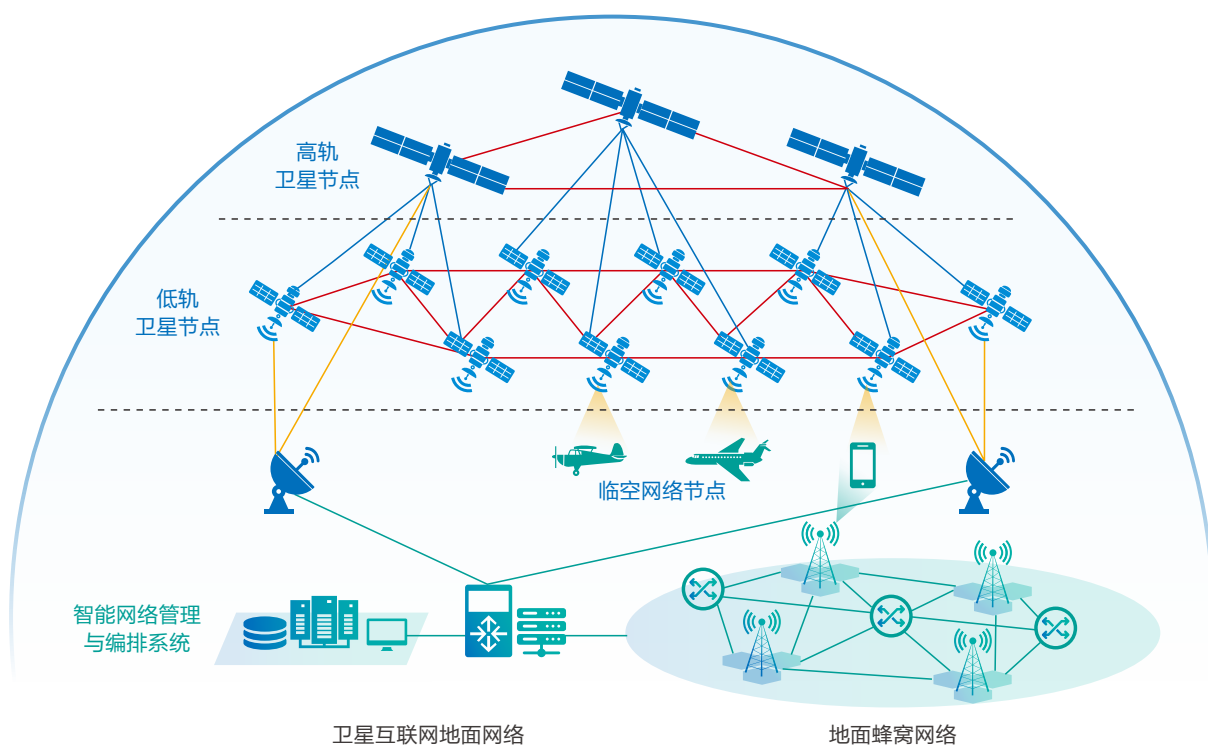 高轨
卫星节点
低轨
卫星节点
临空网络节点
智能网络管理
与编排系统
卫星互联网地面网络
地面蜂窝网络